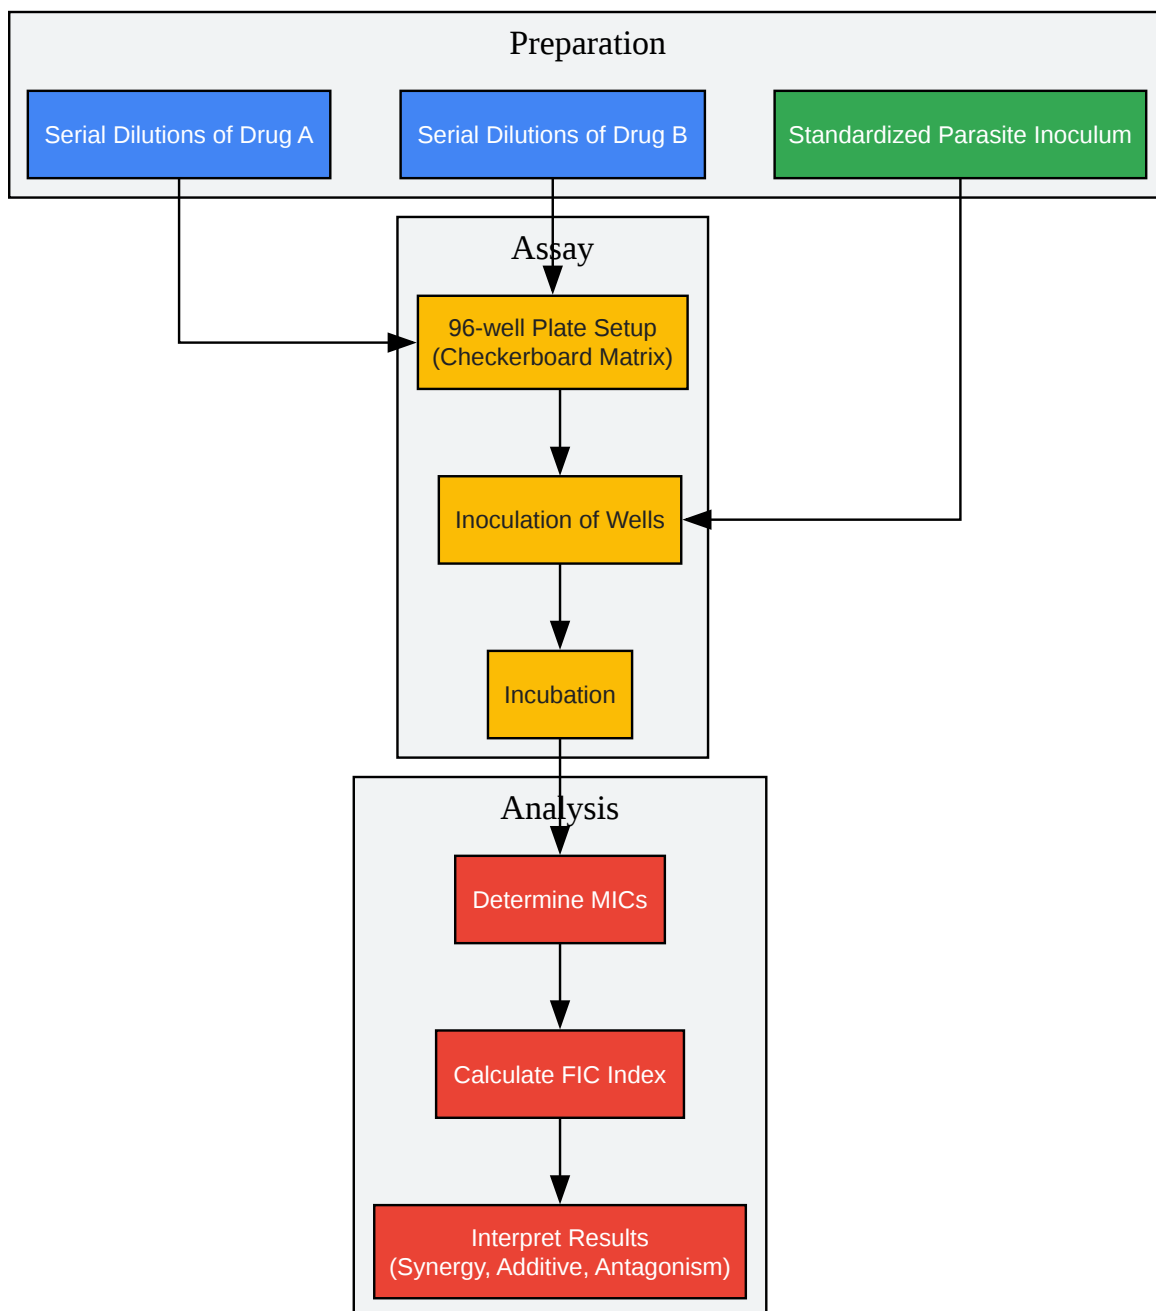 Preparation
Serial Dilutions of Drug A
Serial Dilutions of Drug B
Standardized Parasite Inoculum
Assay
96-well Plate Setup
(Checkerboard Matrix)
Inoculation of Wells
Incubation
Analysis
Determine MICs
Calculate FIC Index
Interpret Results
(Synergy, Additive, Antagonism)